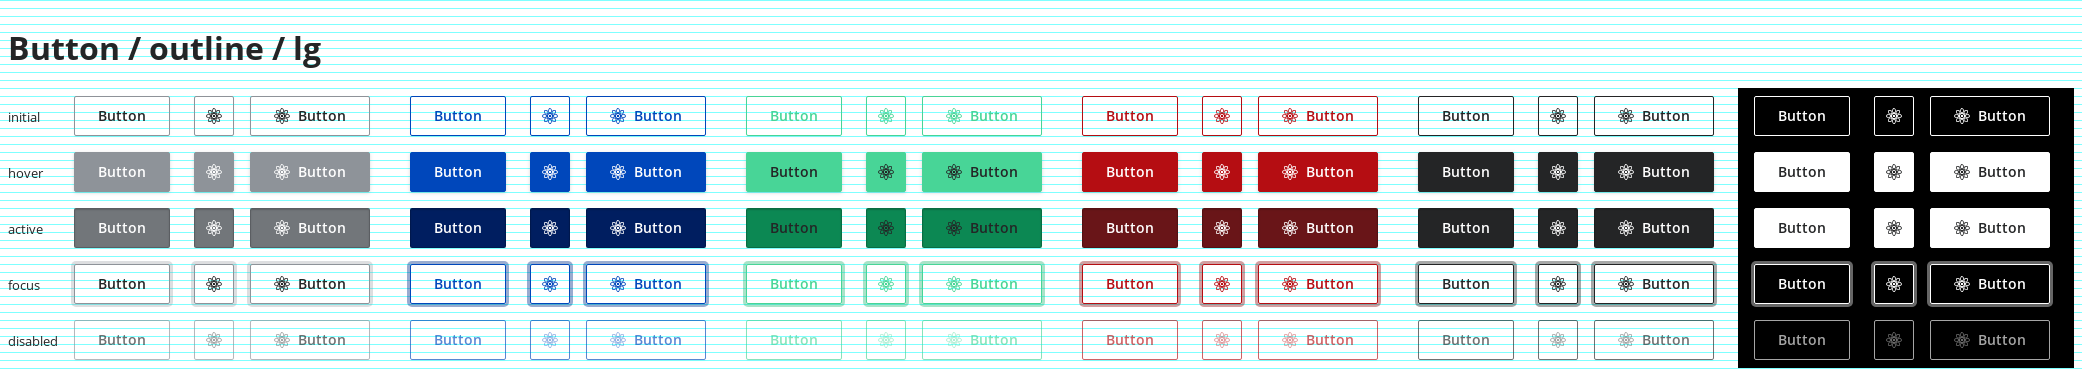 Button / outline / lg
initial Button Button Button Button Button Button Button Button Button Button Button Button
hover Button Button Button Button Button Button Button Button Button Button Button Button
active Button Button Button Button Button Button Button Button Button Button Button Button
focus Button Button Button Button Button Button Button Button Button Button Button Button
disabled Button Button Button Button Button Button Button Button Button Button Button Button